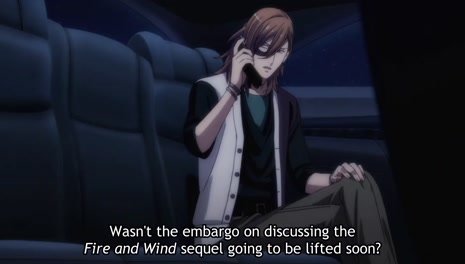 Wasn't the embargo on discussing the
Fire and Wind sequel going to be lifted soon?